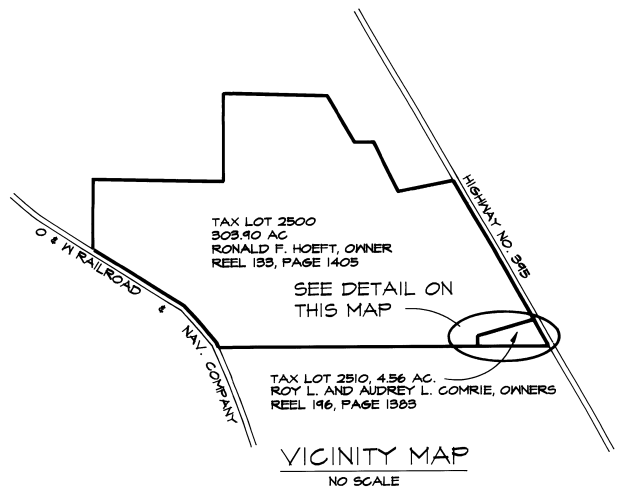 HIGHWAY NO. 395
TAX LOT 2500
303.90 AC
RONALD F. HOEFT, OWNER
REEL 133, PAGE 1405
O & W RAILROAD & NAV. COMPANY
SEE DETAIL ON
THIS MAP
TAX LOT 2510, 4.56 AC.
ROY L. AND AUDREY L. COMRIE, OWNERS
REEL 196, PAGE 1383
VICINITY MAP
NO SCALE